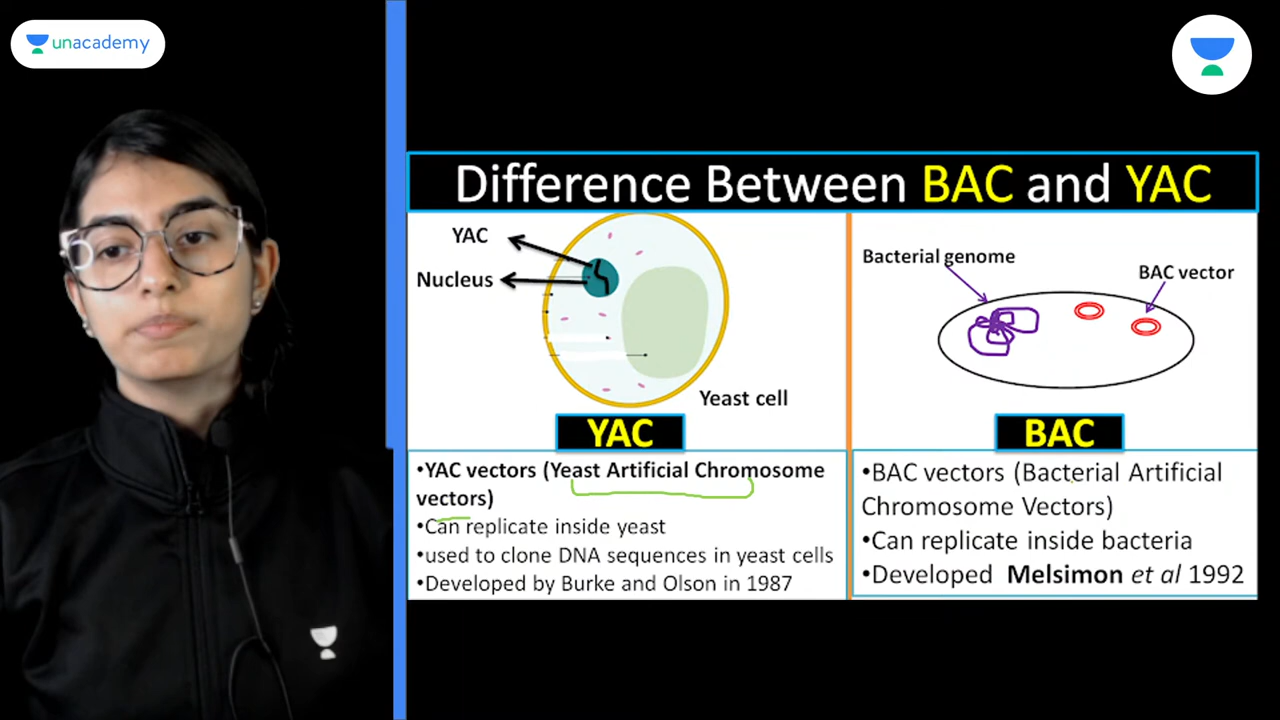 unacademy
Difference Between BAC and YAC
YAC
Nucleus
Yeast cell
YAC
•YAC vectors (Yeast Artificial Chromosome
vectors)
•Can replicate inside yeast
•used to clone DNA sequences in yeast cells
•Developed by Burke and Olson in 1987
Bacterial genome
BAC vector
BAC
•BAC vectors (Bacterial Artificial
Chromosome Vectors)
•Can replicate inside bacteria
•Developed Melsimon et al 1992